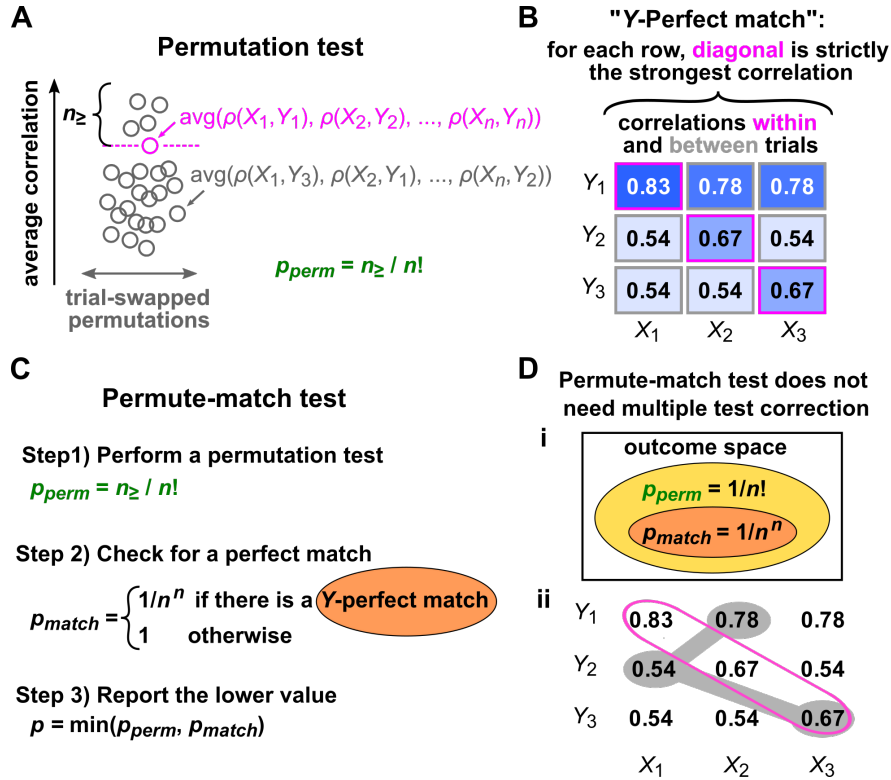 A
Permutation test
average correlation
n≥
avg(ρ(X1,Y1), ρ(X2,Y2), ..., ρ(Xn,Yn))
avg(ρ(X1,Y3), ρ(X2,Y1), ..., ρ(Xn,Y2))
pperm = n≥ / n!
trial-swapped
permutations
B
"Y-Perfect match":
for each row, diagonal is strictly
the strongest correlation
correlations within
and between trials
Y1 0.83 0.78 0.78
Y2 0.54 0.67 0.54
Y3 0.54 0.54 0.67
X1 X2 X3
C
Permute-match test
Step1) Perform a permutation test
pperm = n≥ / n!
Step 2) Check for a perfect match
pmatch = { 1/n^n if there is a Y-perfect match
1 otherwise
Step 3) Report the lower value
p = min(pperm, pmatch)
D
Permute-match test does not
need multiple test correction
i
outcome space
pperm = 1/n!
pmatch = 1/n^n
ii
Y1 0.83 0.78 0.78
Y2 0.54 0.67 0.54
Y3 0.54 0.54 0.67
X1 X2 X3